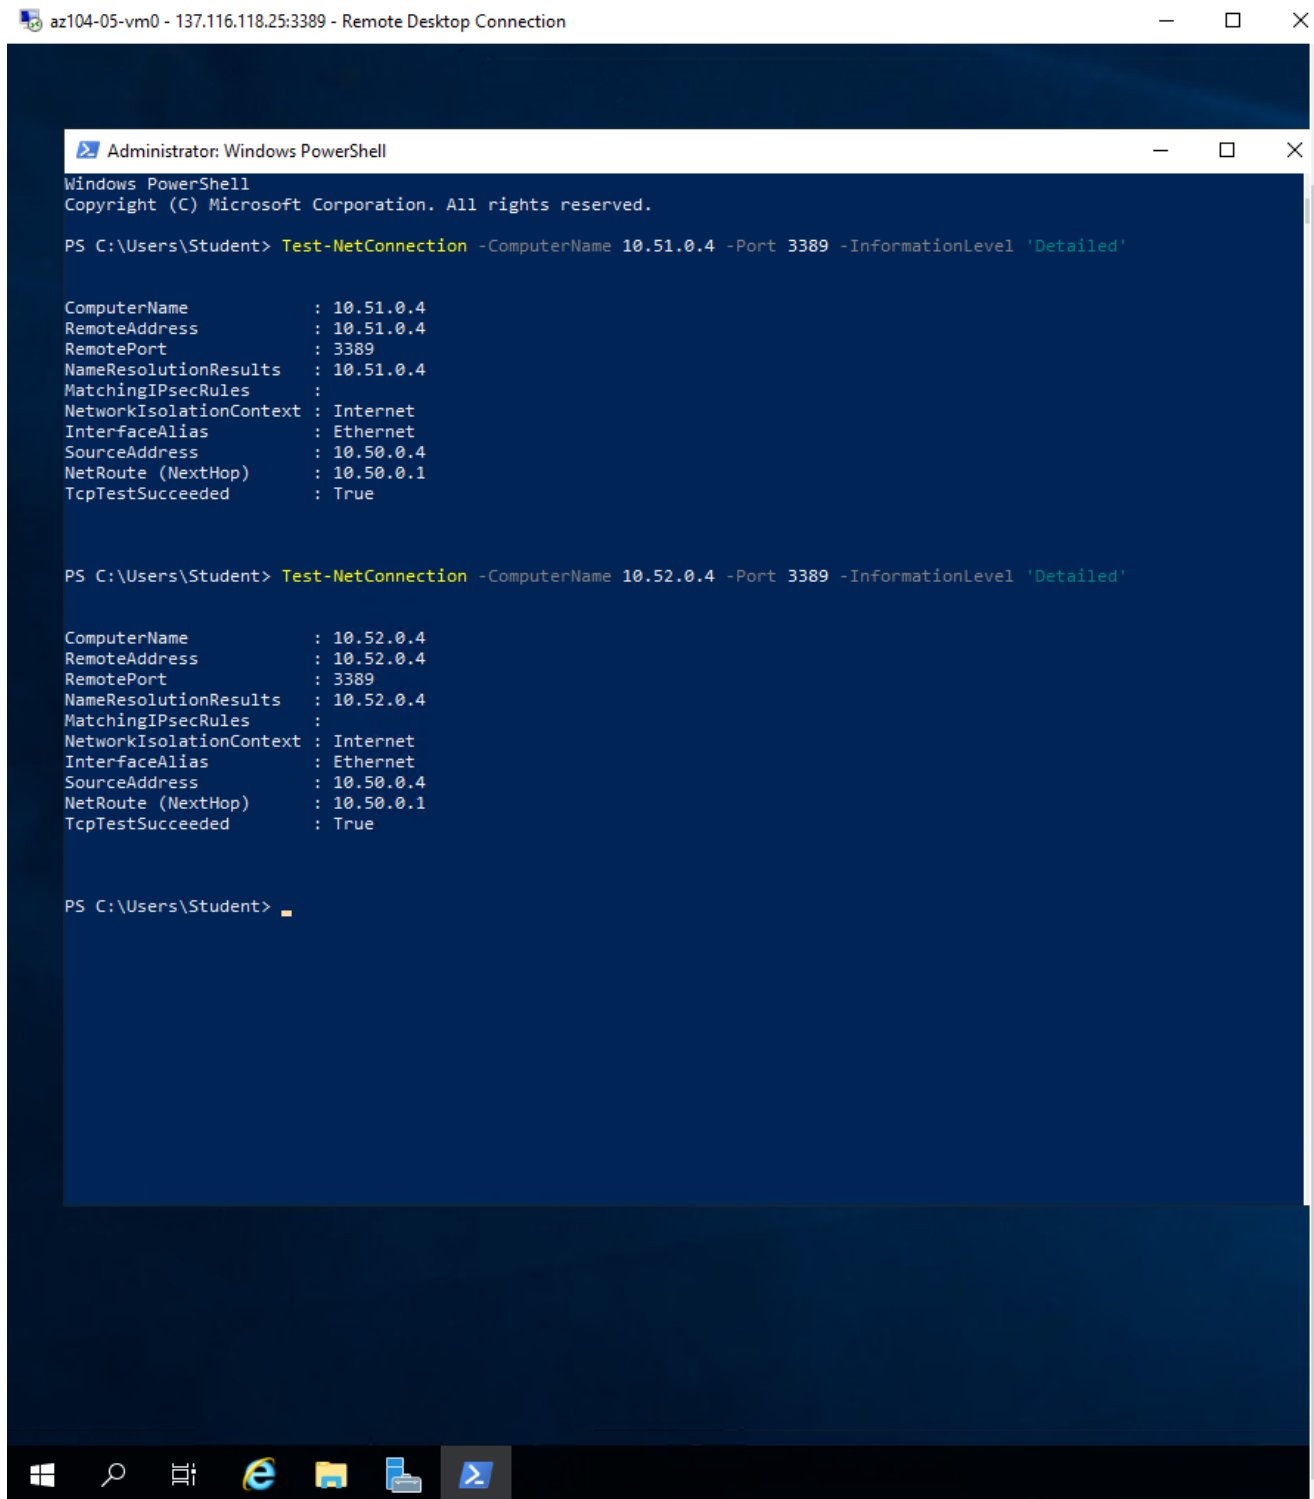 az104-05-vm0 - 137.116.118.25:3389 - Remote Desktop Connection
Administrator: Windows PowerShell
Windows PowerShell
Copyright (C) Microsoft Corporation. All rights reserved.
PS C:\Users\Student> Test-NetConnection -ComputerName 10.51.0.4 -Port 3389 -InformationLevel 'Detailed'
ComputerName : 10.51.0.4
RemoteAddress : 10.51.0.4
RemotePort : 3389
NameResolutionResults : 10.51.0.4
MatchingIPsecRules :
NetworkIsolationContext : Internet
InterfaceAlias : Ethernet
SourceAddress : 10.50.0.4
NetRoute (NextHop) : 10.50.0.1
TcpTestSucceeded : True
PS C:\Users\Student> Test-NetConnection -ComputerName 10.52.0.4 -Port 3389 -InformationLevel 'Detailed'
ComputerName : 10.52.0.4
RemoteAddress : 10.52.0.4
RemotePort : 3389
NameResolutionResults : 10.52.0.4
MatchingIPsecRules :
NetworkIsolationContext : Internet
InterfaceAlias : Ethernet
SourceAddress : 10.50.0.4
NetRoute (NextHop) : 10.50.0.1
TcpTestSucceeded : True
PS C:\Users\Student>